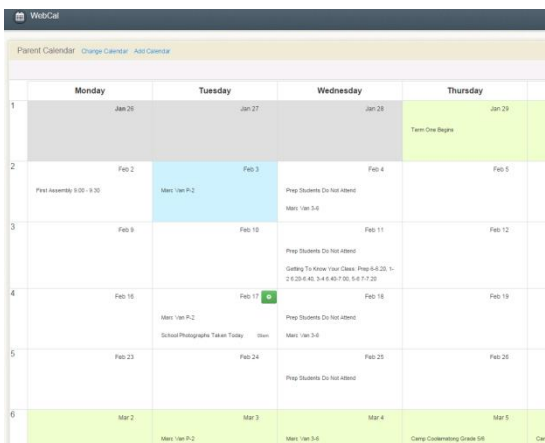 WebCal
Parent Calendar Change Calendar Add Calendar
Monday Tuesday Wednesday Thursday
1 Jan 26 Jan 27 Jan 28 Jan 29
Term One Begins
2 Feb 2 Feb 3 Feb 4 Feb 5
First Assembly 9.00 - 9.30 Marc Van P-2 Prep Students Do Not Attend
Marc Van 3-6
3 Feb 9 Feb 10 Feb 11 Feb 12
Prep Students Do Not Attend
Getting To Know Your Class: Prep 6-6.20, 1-
2 6.20-6.40, 3-4 6.40-7.00, 5-6 7-7.20
4 Feb 16 Feb 17 Feb 18 Feb 19
Marc Van P-2 Prep Students Do Not Attend
School Photographs Taken Today Marc Van 3-6
5 Feb 23 Feb 24 Feb 25 Feb 26
Prep Students Do Not Attend
6 Mar 2 Mar 3 Mar 4 Mar 5
Marc Van P-2 Marc Van 3-6 Camp Grade 5/6